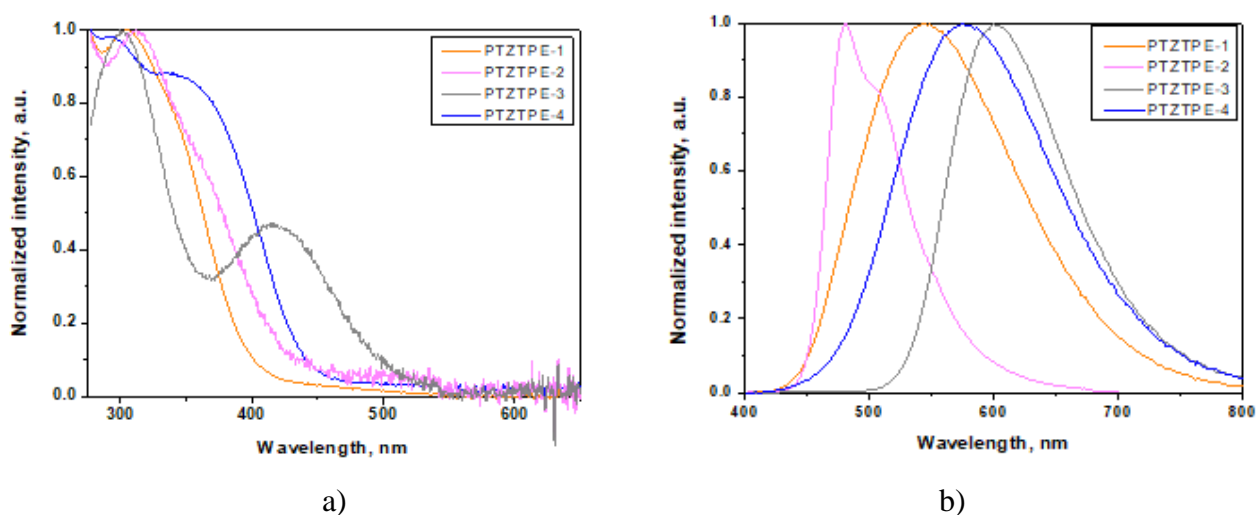 Normalized intensity, a.u.
1.0
0.8
0.6
0.4
0.2
0.0
300
400
500
600
Wavelength, nm
PTZTPE-1
PTZTPE-2
PTZTPE-3
PTZTPE-4
a)
Normalized intensity, a.u.
1.0
0.8
0.6
0.4
0.2
0.0
400
500
600
700
800
Wavelength, nm
PTZTPE-1
PTZTPE-2
PTZTPE-3
PTZTPE-4
b)